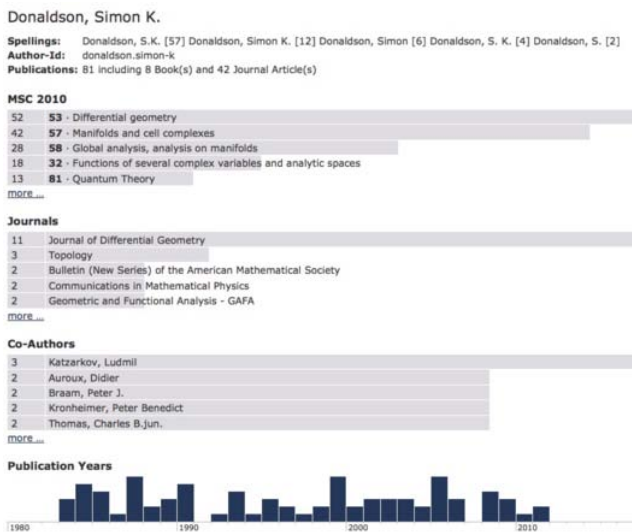 Donaldson, Simon K.
Spellings: Donaldson, S.K. [57] Donaldson, Simon K. [12] Donaldson, Simon [6] Donaldson, S. K. [4] Donaldson, S. [2]
Author-Id: donaldson.simon-k
Publications: 81 including 8 Book(s) and 42 Journal Article(s)
MSC 2010
52 53 - Differential geometry
42 57 - Manifolds and cell complexes
28 58 - Global analysis, analysis on manifolds
18 32 - Functions of several complex variables and analytic spaces
13 81 - Quantum Theory
more ...
Journals
11 Journal of Differential Geometry
3 Topology
2 Bulletin (New Series) of the American Mathematical Society
2 Communications in Mathematical Physics
2 Geometric and Functional Analysis - GAFA
more ...
Co-Authors
3 Katzarkov, Ludmil
2 Auroux, Didier
2 Braam, Peter J.
2 Kronheimer, Peter Benedict
2 Thomas, Charles B.jun.
more ...
Publication Years
1980 1990 2000 2010